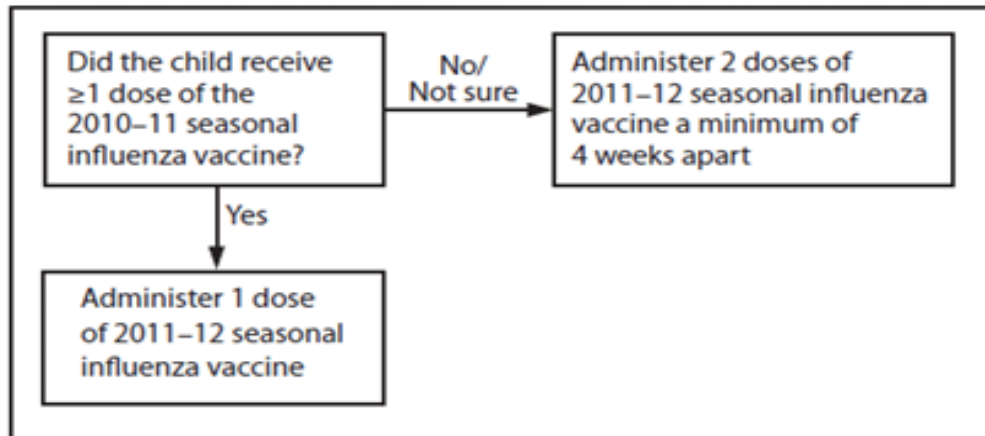 Did the child receive
≥1 dose of the
2010–11 seasonal
influenza vaccine?
No/
Not sure
Administer 2 doses of
2011–12 seasonal influenza
vaccine a minimum of
4 weeks apart
Yes
Administer 1 dose
of 2011–12 seasonal
influenza vaccine